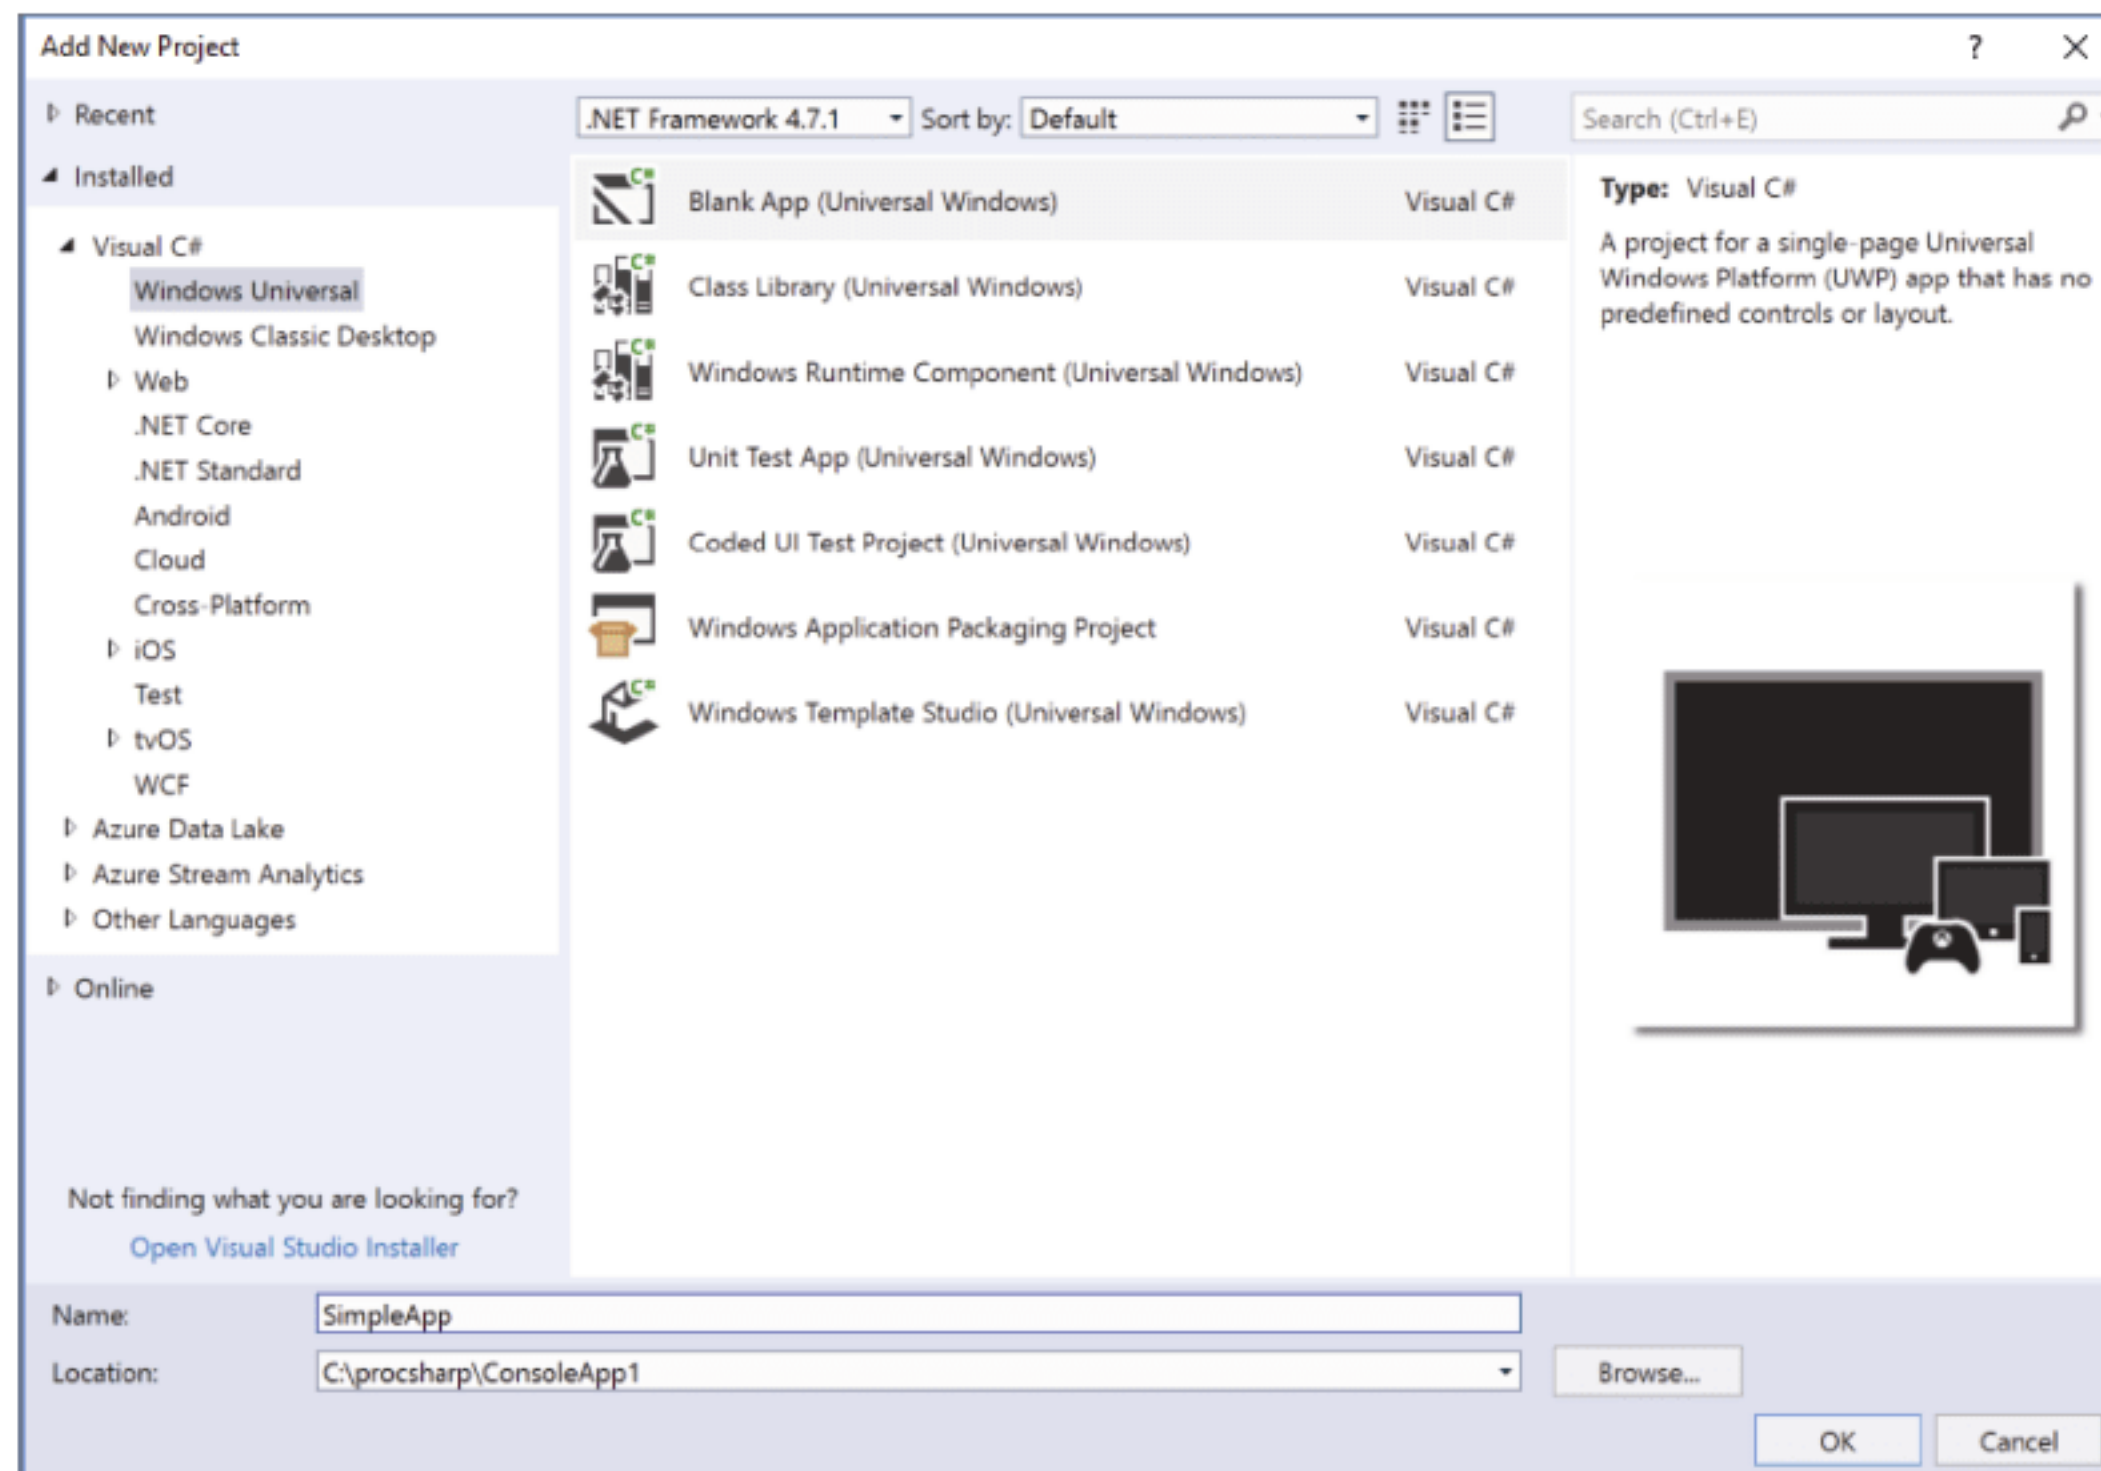 Add New Project
?
Recent
.NET Framework 4.7.1 Sort by: Default
Search (Ctrl+E)
Installed
Visual C#
Windows Universal
Windows Classic Desktop
Web
.NET Core
.NET Standard
Android
Cloud
Cross-Platform
iOS
Test
tvOS
WCF
Azure Data Lake
Azure Stream Analytics
Other Languages
Online
Not finding what you are looking for?
Open Visual Studio Installer
C# Blank App (Universal Windows) Visual C#
C# Class Library (Universal Windows) Visual C#
C# Windows Runtime Component (Universal Windows) Visual C#
C# Unit Test App (Universal Windows) Visual C#
C# Coded UI Test Project (Universal Windows) Visual C#
Windows Application Packaging Project Visual C#
C# Windows Template Studio (Universal Windows) Visual C#
Type: Visual C#
A project for a single-page Universal
Windows Platform (UWP) app that has no
predefined controls or layout.
Name: SimpleApp
Location: C:\procsharp\ConsoleApp1 Browse...
OK Cancel